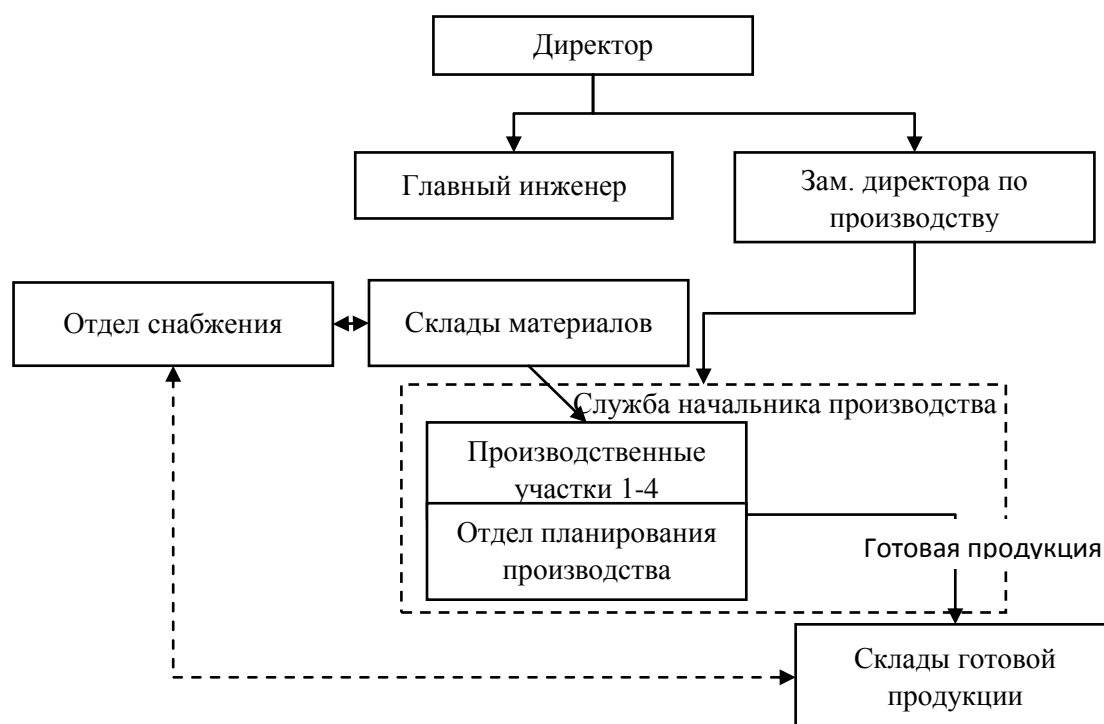 Директор
Главный инженер
Зам. директора по
производству
Отдел снабжения
Склады материалов
Служба начальника производства
Производственные
участки 1-4
Отдел планирования
производства
Готовая продукция
Склады готовой
продукции